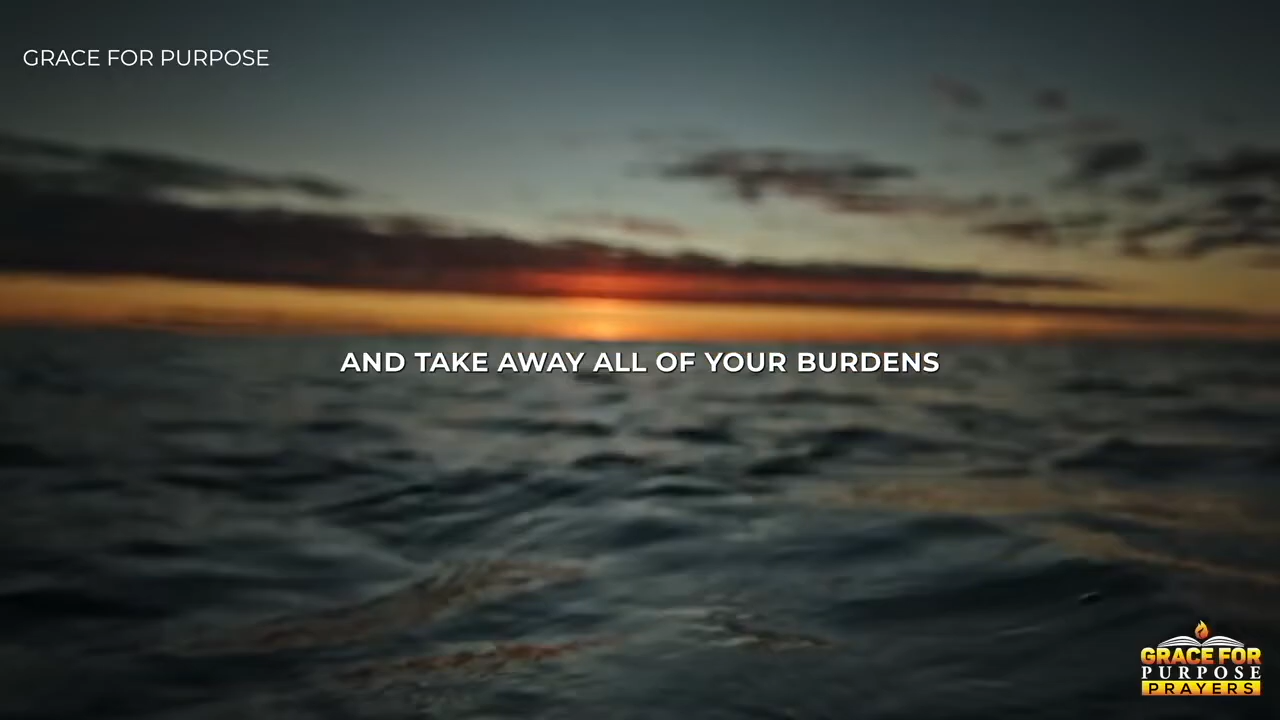 GRACE FOR PURPOSE
AND TAKE AWAY ALL OF YOUR BURDENS
GRACE FOR
PURPOSE
PRAYERS